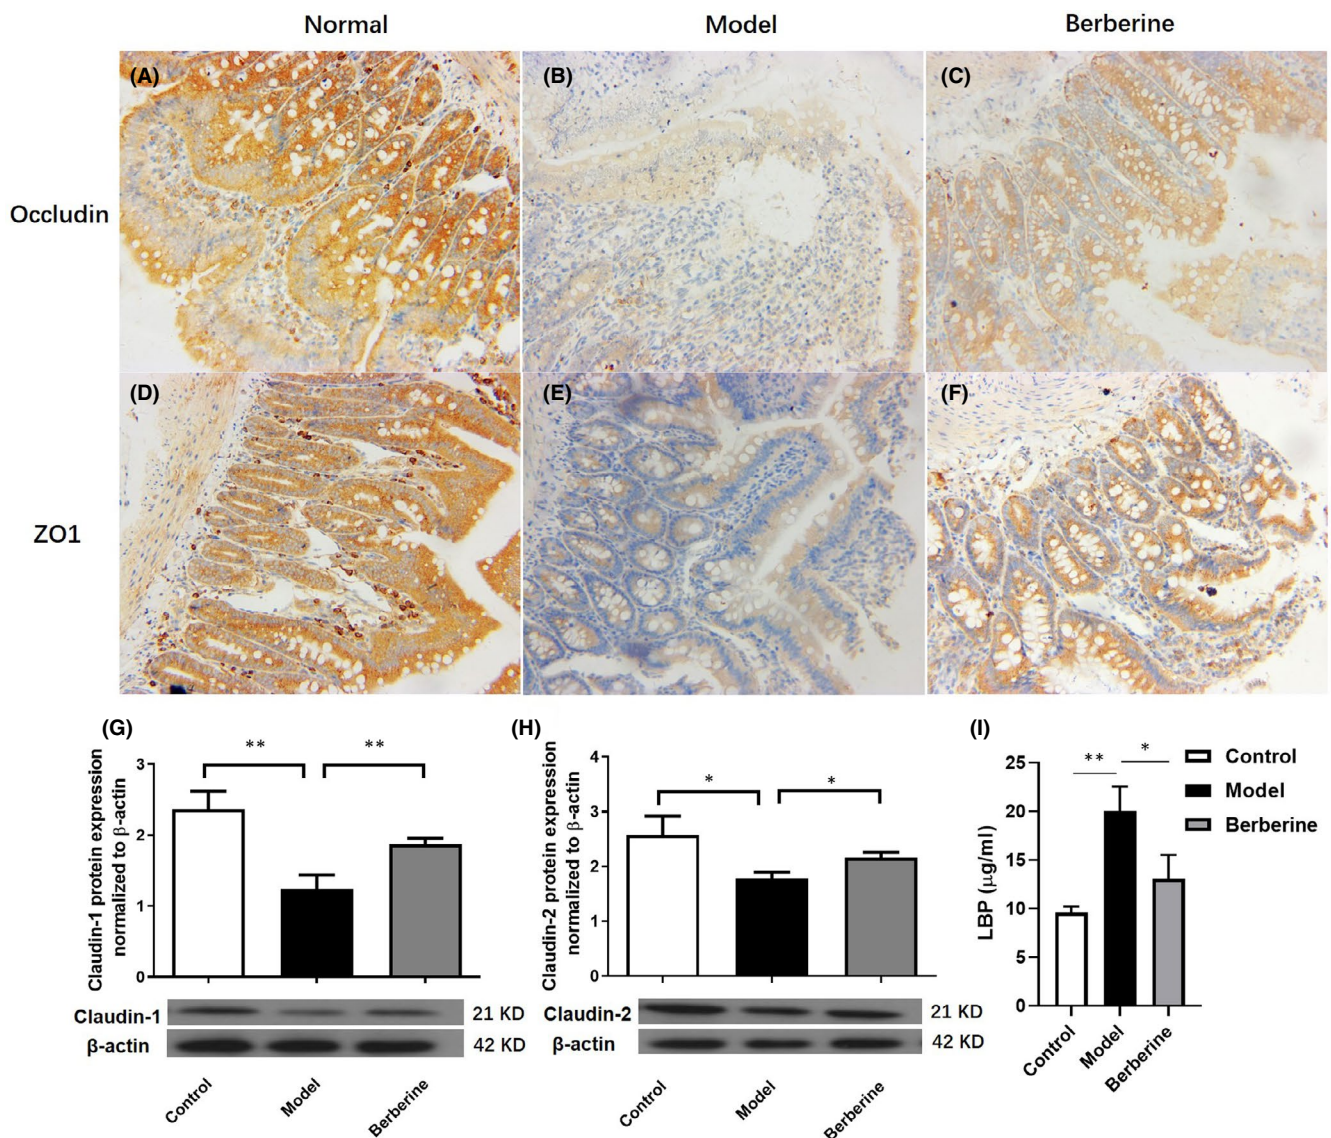 Normal
Model
Berberine
Occludin
(A)
(B)
(C)
ZO1
(D)
(E)
(F)
(G)
Claudin-1 protein expression
normalized to β-actin
3
2
1
0
**
**
Claudin-1
21 KD
β-actin
42 KD
Control
Model
Berberine
(H)
Claudin-2 protein expression
normalized to β-actin
4
3
2
1
0
*
*
Claudin-2
21 KD
β-actin
42 KD
Control
Model
Berberine
(I)
LBP (μg/ml)
25
20
15
10
5
0
**
*
Control
Model
Berberine
Control
Model
Berberine